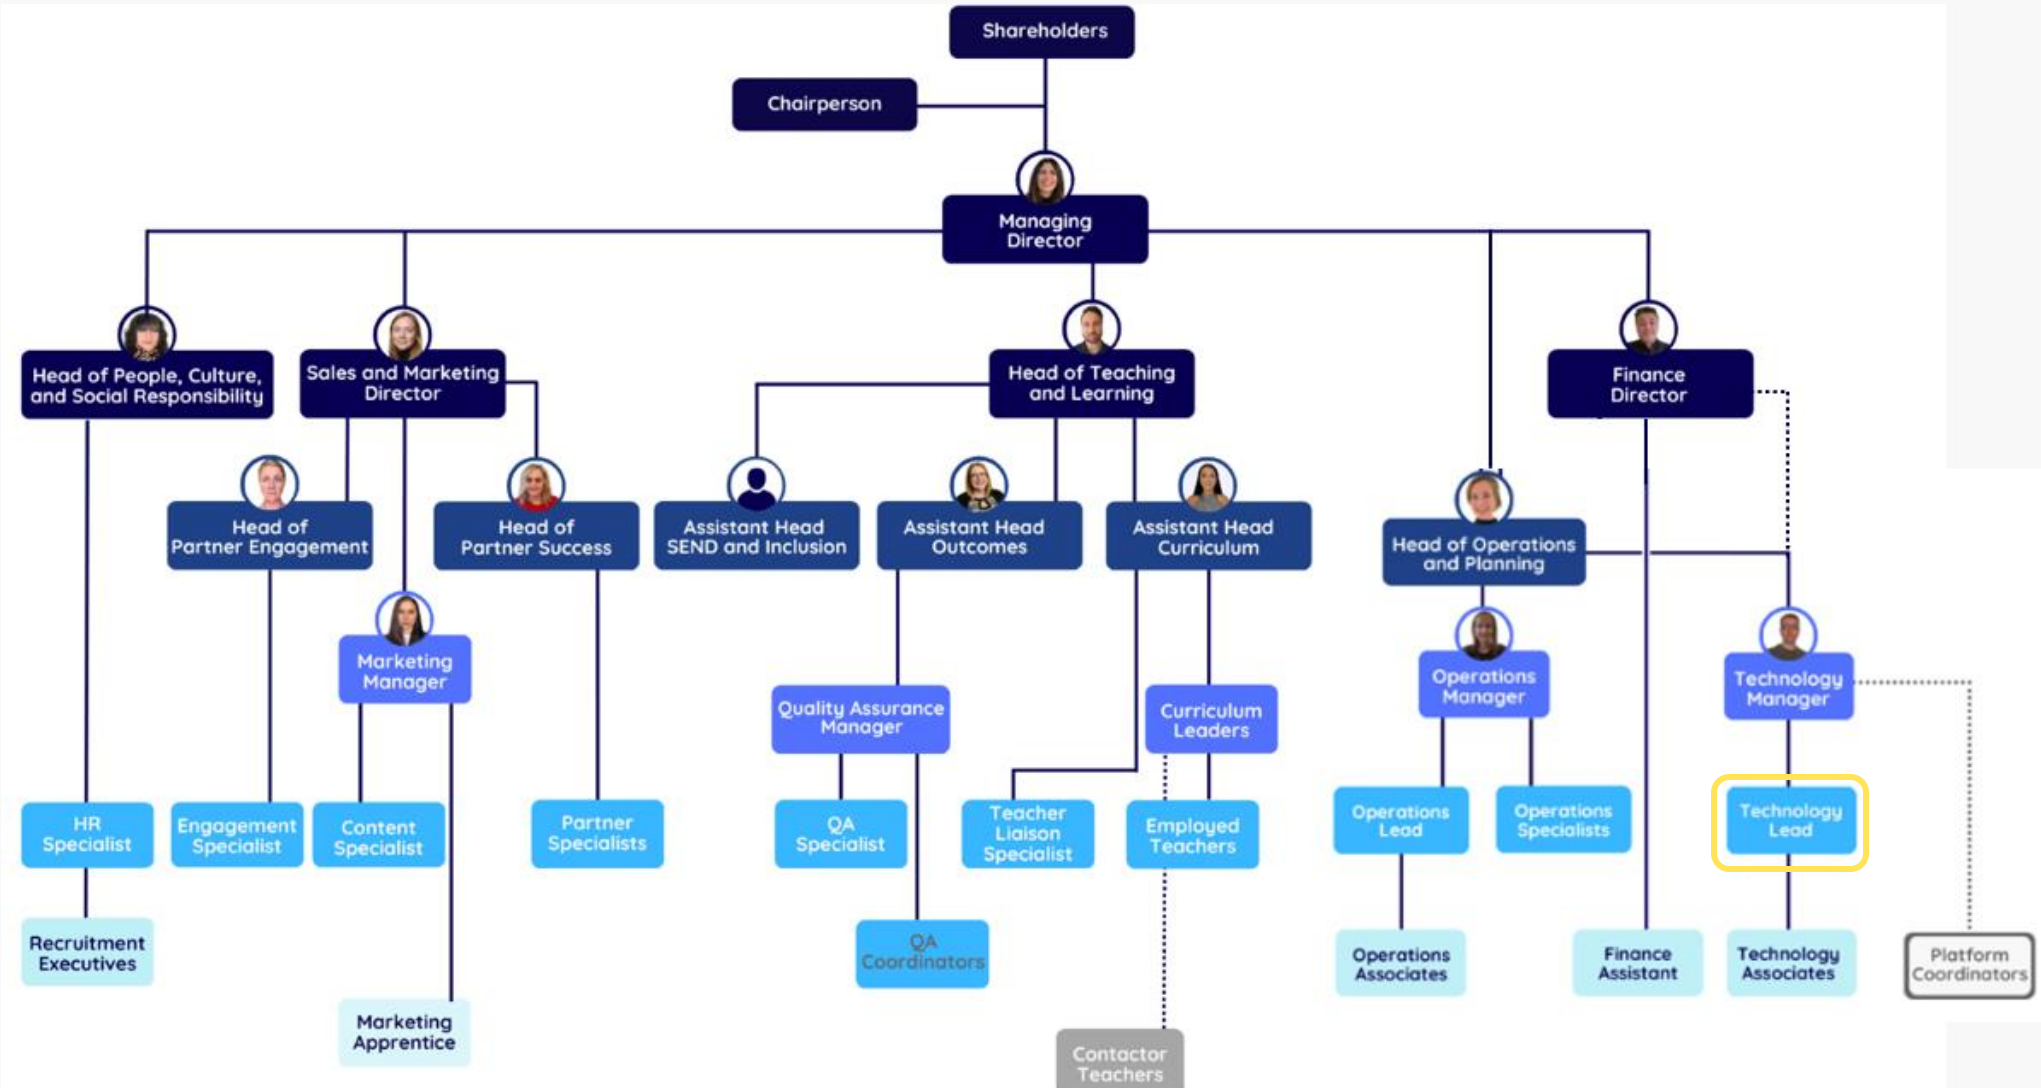 Shareholders
Chairperson
Managing
Director
Head of People, Culture,
and Social Responsibility
Sales and Marketing
Director
Head of Teaching
and Learning
Finance
Director
Head of
Partner Engagement
Head of
Partner Success
Assistant Head
SEND and Inclusion
Assistant Head
Outcomes
Assistant Head
Curriculum
Head of Operations
and Planning
Marketing
Manager
Quality Assurance
Manager
Curriculum
Leaders
Operations
Manager
Technology
Manager
HR
Specialist
Engagement
Specialist
Content
Specialist
Partner
Specialists
QA
Specialist
Teacher
Liaison
Specialist
Employed
Teachers
Operations
Lead
Operations
Specialists
Technology
Lead
Recruitment
Executives
QA
Coordinators
Operations
Associates
Finance
Assistant
Technology
Associates
Platform
Coordinators
Marketing
Apprentice
Contactor
Teachers